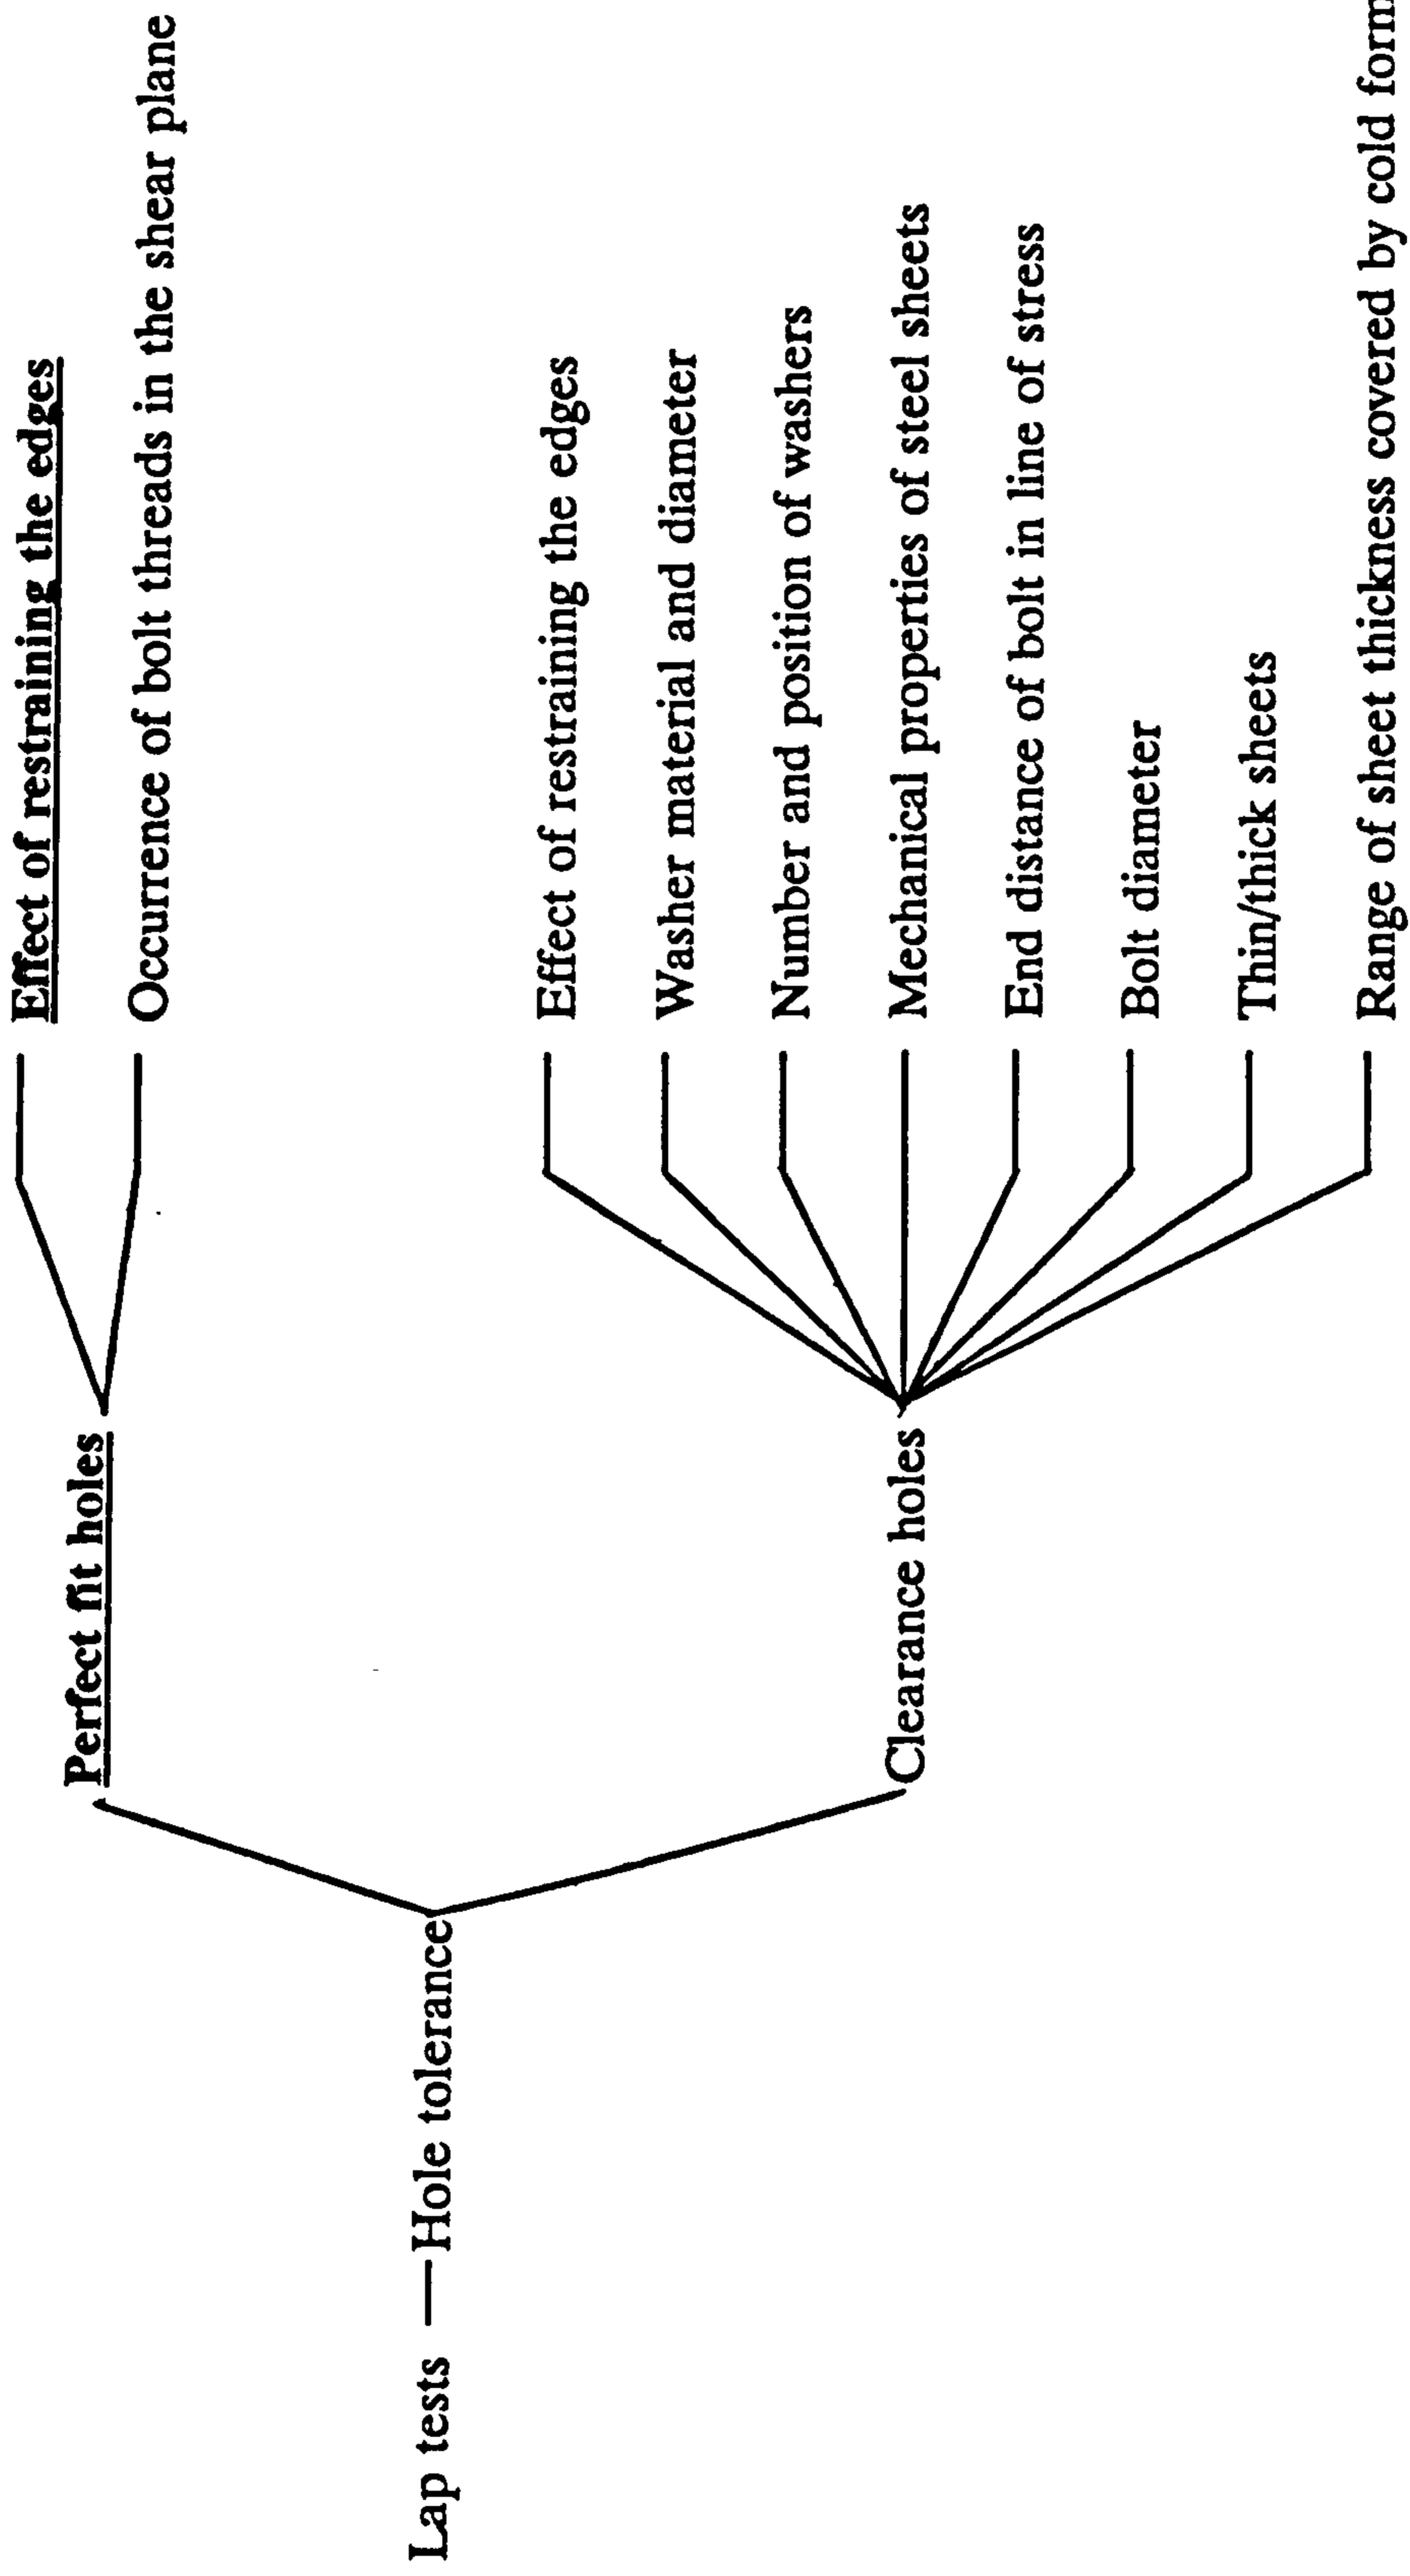 Effect of restraining the edges
Occurrence of bolt threads in the shear plane
Perfect fit holes
Lap tests — Hole tolerance
Effect of restraining the edges
Washer material and diameter
Number and position of washers
Mechanical properties of steel sheets
Clearance holes
End distance of bolt in line of stress
Bolt diameter
Thin/thick sheets
Range of sheet thickness covered by cold form